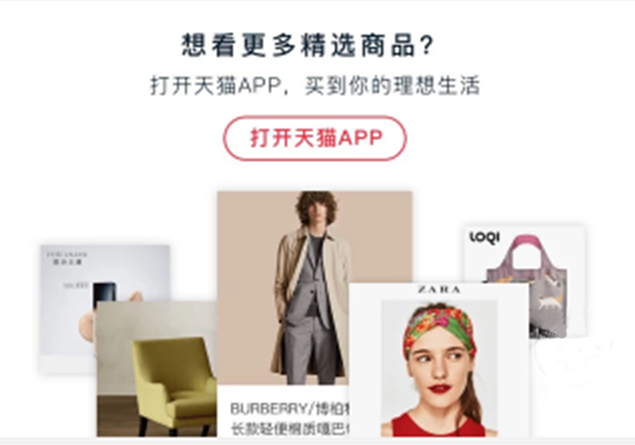 想看更多精选商品?
打开天猫APP,买到你的理想生活
打开天猫APP
LOQI
ZARA
BURBERRY/博柏
长款轻便棉质嘎巴